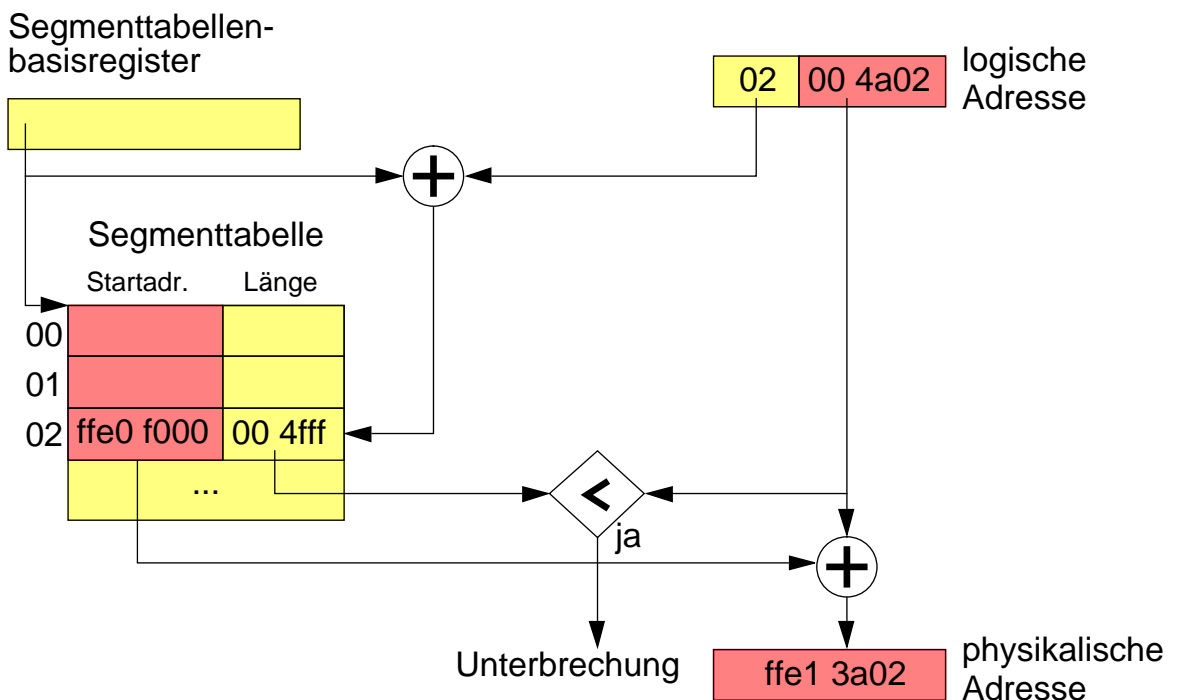 Segmenttabellen-
basisregister
logische
Adresse
02 00 4a02
+
Segmenttabelle
Startadr. Länge
00
01
02 ffe0 f000 00 4fff
...
<
ja
+
Unterbrechung
ffe1 3a02
physikalische
Adresse